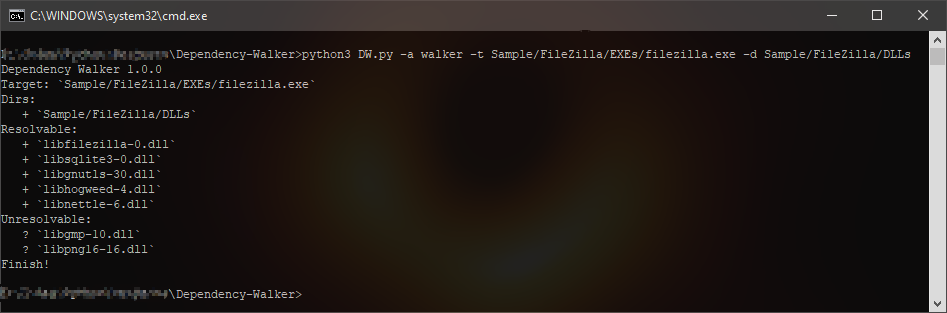 C:\WINDOWS\system32\cmd.exe
\Dependency-Walker>python3 DW.py -a walker -t Sample/FileZilla/EXEs/filezilla.exe -d Sample/FileZilla/DLLs
Dependency Walker 1.0.0
Target: `Sample/FileZilla/EXEs/filezilla.exe`
Dirs:
+ `Sample/FileZilla/DLLs`
Resolvable:
+ `libfilezilla-0.dll`
+ `libsqlite3-0.dll`
+ `libgnutls-30.dll`
+ `libhogweed-4.dll`
+ `libnettle-6.dll`
Unresolvable:
? `libgmp-10.dll`
? `libpng16-16.dll`
Finish!
\Dependency-Walker>